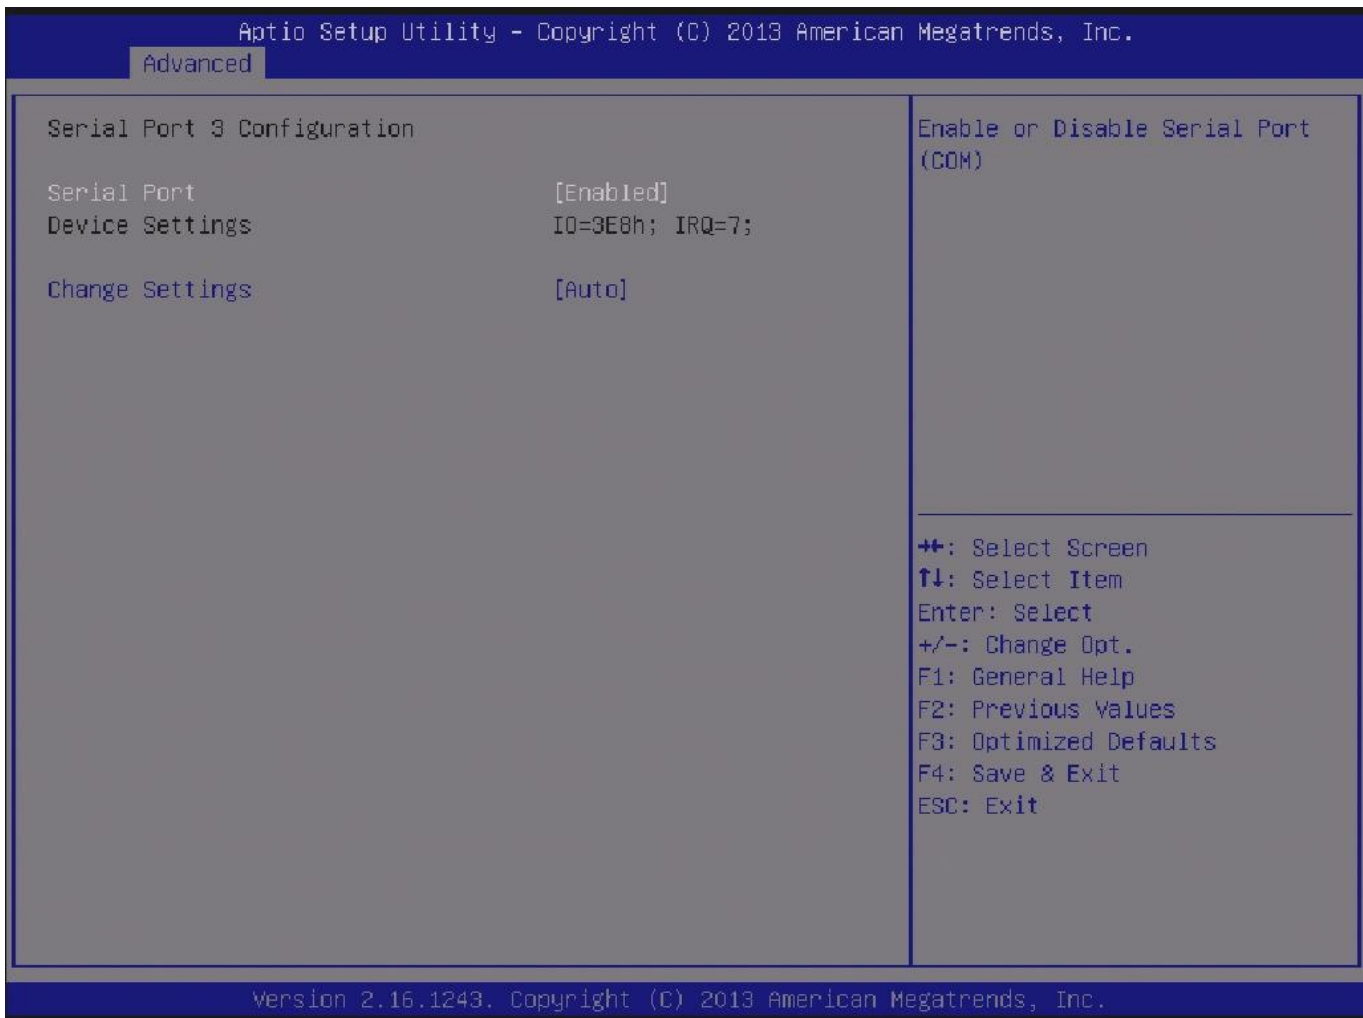 Aptio Setup Utility - Copyright (C) 2013 American Megatrends, Inc.
Advanced
Serial Port 3 Configuration
Serial Port [Enabled]
Device Settings IO=3E8h; IRQ=7;
Change Settings [Auto]
Enable or Disable Serial Port
(COM)
→←: Select Screen
↑↓: Select Item
Enter: Select
+/-: Change Opt.
F1: General Help
F2: Previous Values
F3: Optimized Defaults
F4: Save & Exit
ESC: Exit
Version 2.16.1243. Copyright (C) 2013 American Megatrends, Inc.